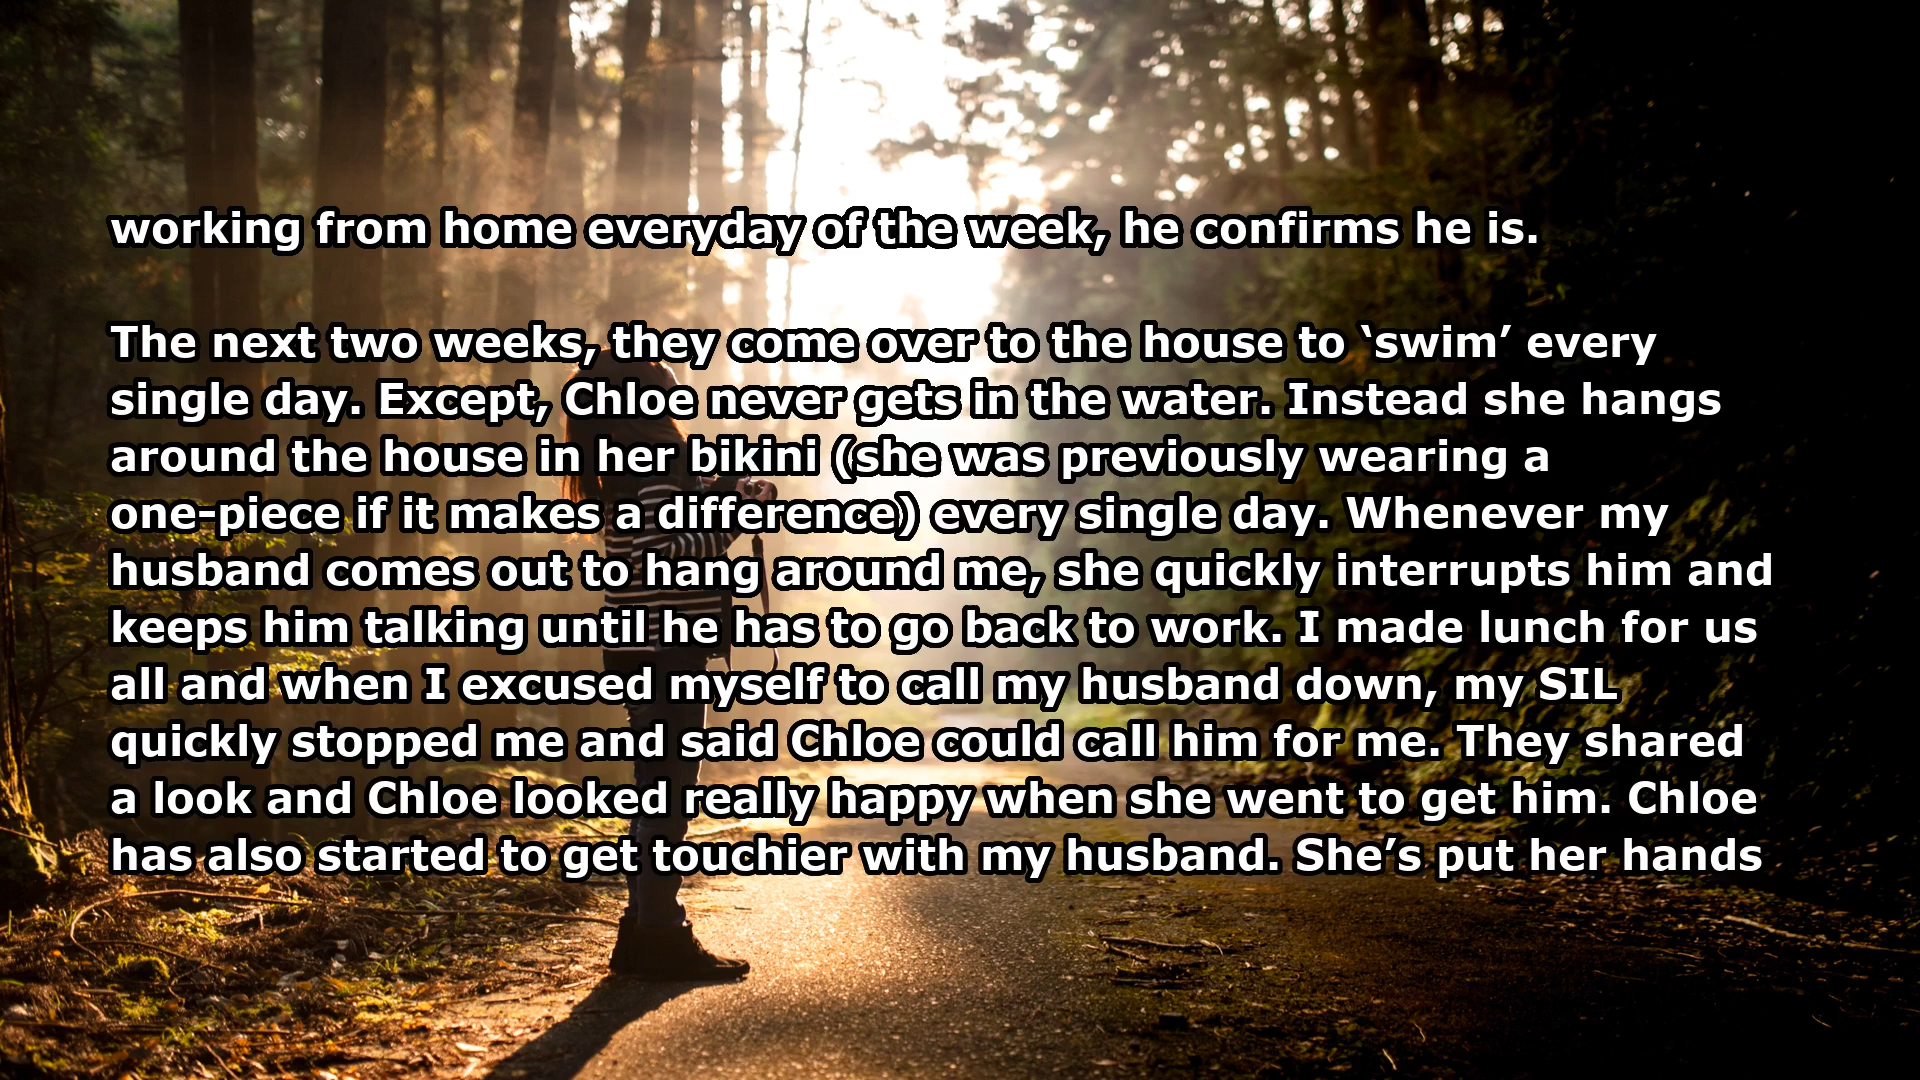 working from home everyday of the week, he confirms he is.
The next two weeks, they come over to the house to ‘swim’ every
single day. Except, Chloe never gets in the water. Instead she hangs
around the house in her bikini (she was previously wearing a
one-piece if it makes a difference) every single day. Whenever my
husband comes out to hang around me, she quickly interrupts him and
keeps him talking until he has to go back to work. I made lunch for us
all and when I excused myself to call my husband down, my SIL
quickly stopped me and said Chloe could call him for me. They shared
a look and Chloe looked really happy when she went to get him. Chloe
has also started to get touchier with my husband. She’s put her hands